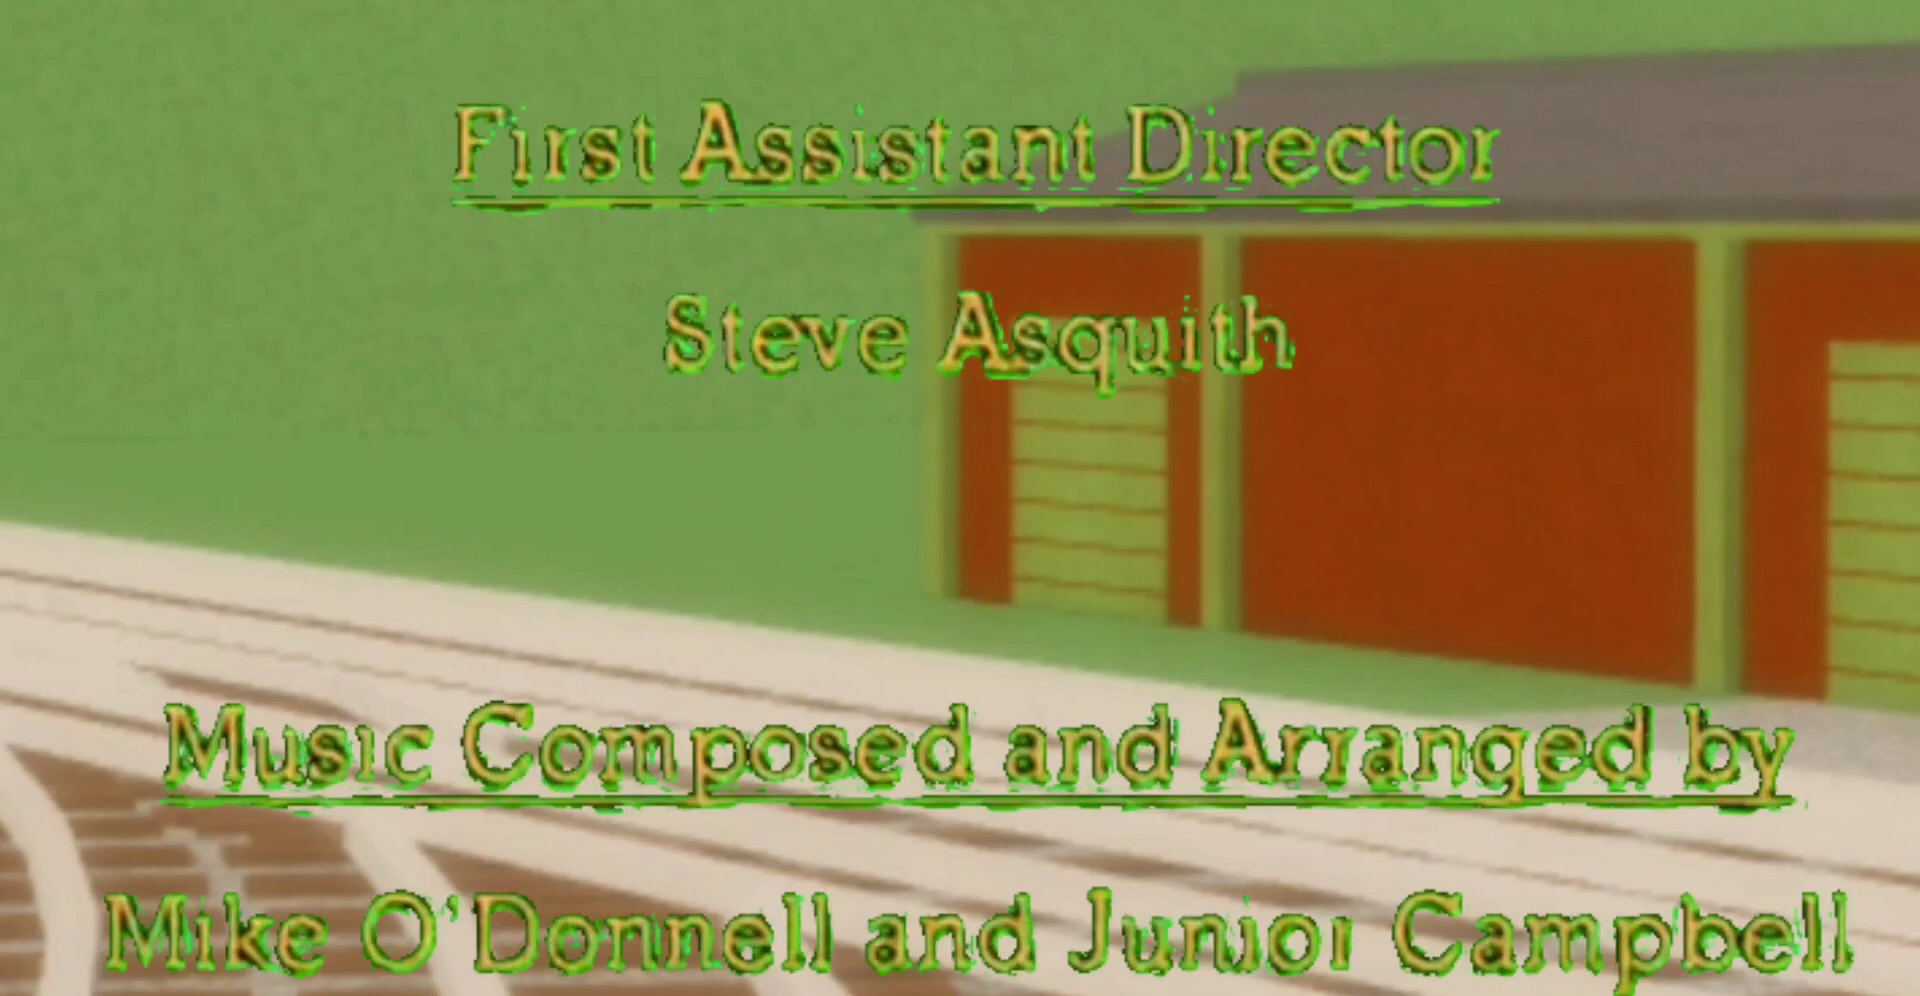 First Assistant Director
Steve Asquith
Music Composed and Arranged by
Mike O'Donnell and Junior Campbell